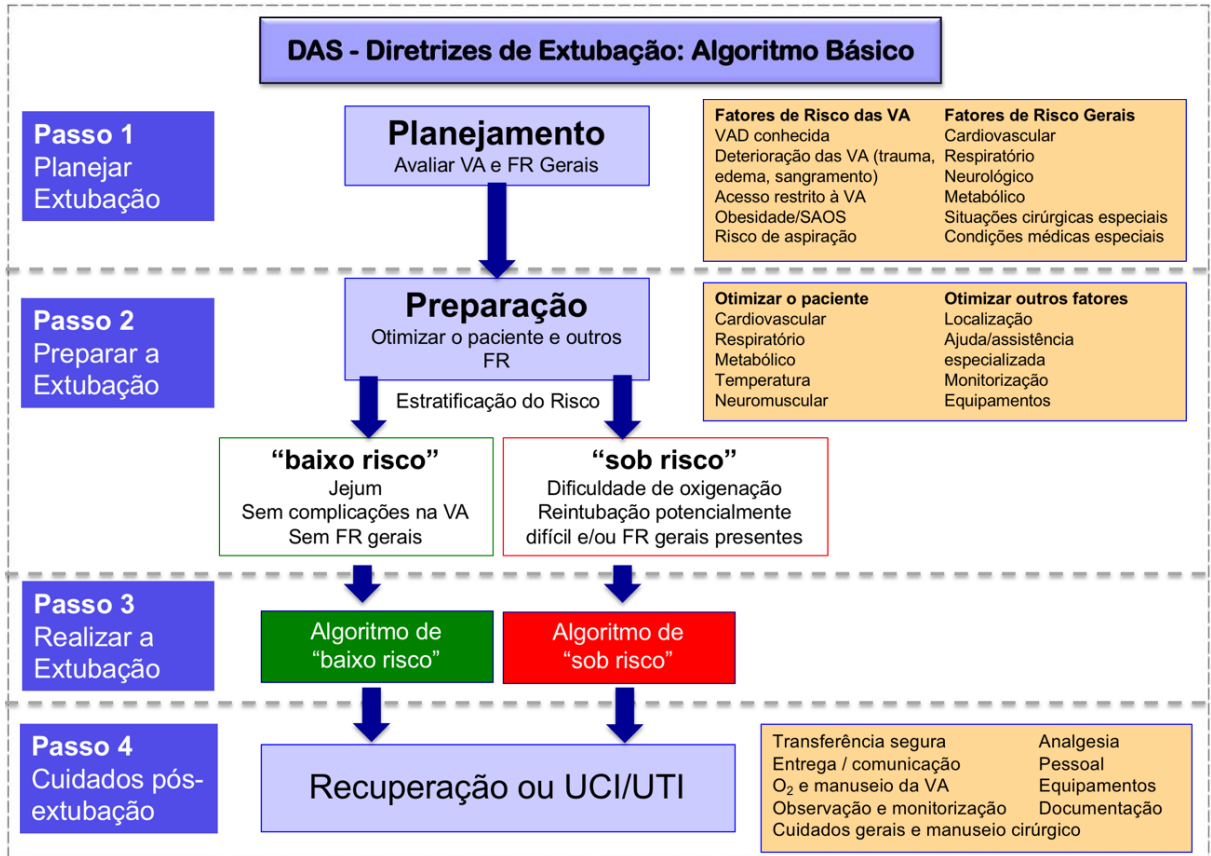 DAS - Diretrizes de Extubação: Algoritmo Básico
Passo 1
Planejar
Extubação
Planejamento
Avaliar VA e FR Gerais
Fatores de Risco das VA
VAD conhecida
Deterioração das VA (trauma,
edema, sangramento)
Acesso restrito à VA
Obesidade/SAOS
Risco de aspiração
Fatores de Risco Gerais
Cardiovascular
Respiratório
Neurológico
Metabólico
Situações cirúrgicas especiais
Condições médicas especiais
Passo 2
Preparar a
Extubação
Preparação
Otimizar o paciente e outros
FR
Otimizar o paciente
Cardiovascular
Respiratório
Metabólico
Temperatura
Neuromuscular
Otimizar outros fatores
Localização
Ajuda/assistência
especializada
Monitorização
Equipamentos
Estratificação do Risco
“baixo risco”
Jejum
Sem complicações na VA
Sem FR gerais
“sob risco”
Dificuldade de oxigenação
Reintubação potencialmente
difícil e/ou FR gerais presentes
Passo 3
Realizar a
Extubação
Algoritmo de
“baixo risco”
Algoritmo de
“sob risco”
Passo 4
Cuidados pós-
extubação
Recuperação ou UCI/UTI
Transferência segura
Entrega / comunicação
O₂ e manuseio da VA
Observação e monitorização
Cuidados gerais e manuseio cirúrgico
Analgesia
Pessoal
Equipamentos
Documentação